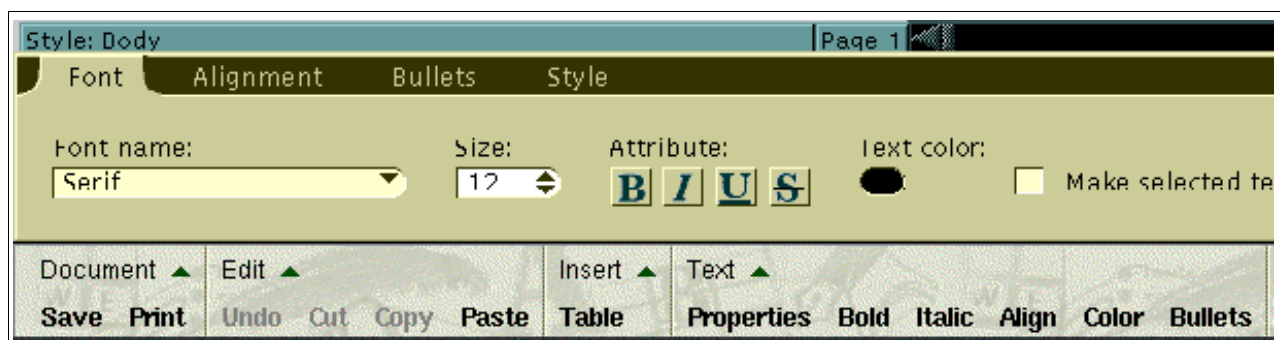 Style: Body Page 1
Font Alignment Bullets Style
Font name: Size: Attribute: Text color:
Serif 12 B I U S Make selected te
Document Edit Insert Text
Save Print Undo Cut Copy Paste Table Properties Bold Italic Align Color Bullets